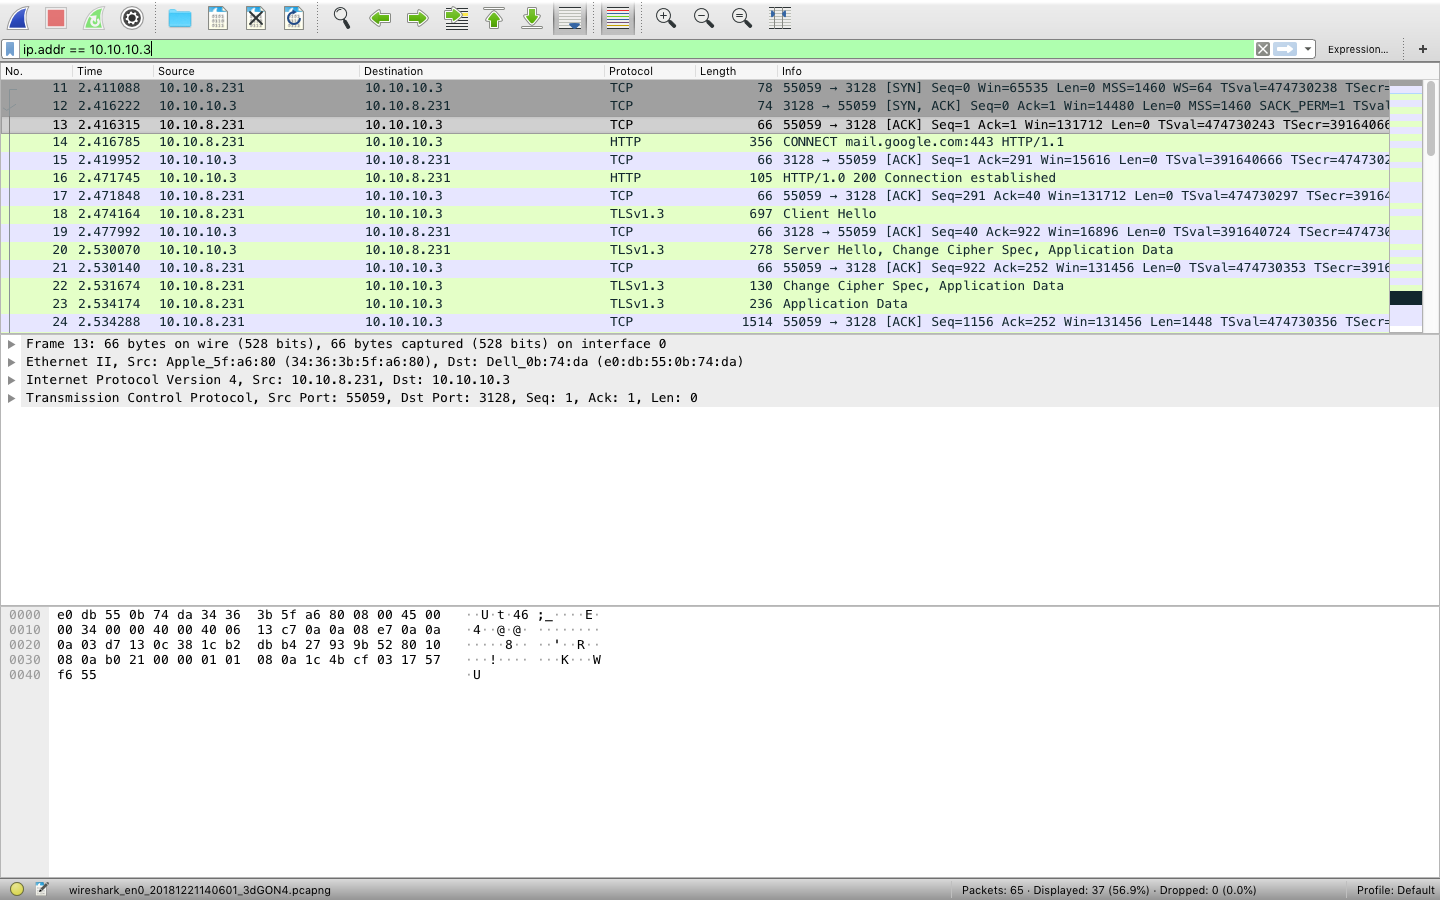 ip.addr == 10.10.10.3 Expression... +
No. Time Source Destination Protocol Length Info
11 2.411088 10.10.8.231 10.10.10.3 TCP 78 55059 → 3128 [SYN] Seq=0 Win=65535 Len=0 MSS=1460 WS=64 TSval=474730238 TSecr=
12 2.416222 10.10.10.3 10.10.8.231 TCP 74 3128 → 55059 [SYN, ACK] Seq=0 Ack=1 Win=14480 Len=0 MSS=1460 SACK_PERM=1 TSval
13 2.416315 10.10.8.231 10.10.10.3 TCP 66 55059 → 3128 [ACK] Seq=1 Ack=1 Win=131712 Len=0 TSval=474730243 TSecr=39164066
14 2.416785 10.10.8.231 10.10.10.3 HTTP 356 CONNECT mail.google.com:443 HTTP/1.1
15 2.419952 10.10.10.3 10.10.8.231 TCP 66 3128 → 55059 [ACK] Seq=1 Ack=291 Win=15616 Len=0 TSval=391640666 TSecr=4747302
16 2.471745 10.10.10.3 10.10.8.231 HTTP 105 HTTP/1.0 200 Connection established
17 2.471848 10.10.8.231 10.10.10.3 TCP 66 55059 → 3128 [ACK] Seq=291 Ack=40 Win=131712 Len=0 TSval=474730297 TSecr=39164
18 2.474164 10.10.8.231 10.10.10.3 TLSv1.3 697 Client Hello
19 2.477992 10.10.10.3 10.10.8.231 TCP 66 3128 → 55059 [ACK] Seq=40 Ack=922 Win=16896 Len=0 TSval=391640724 TSecr=474730
20 2.530070 10.10.10.3 10.10.8.231 TLSv1.3 278 Server Hello, Change Cipher Spec, Application Data
21 2.530140 10.10.8.231 10.10.10.3 TCP 66 55059 → 3128 [ACK] Seq=922 Ack=252 Win=131456 Len=0 TSval=474730353 TSecr=3916
22 2.531674 10.10.8.231 10.10.10.3 TLSv1.3 130 Change Cipher Spec, Application Data
23 2.534174 10.10.8.231 10.10.10.3 TLSv1.3 236 Application Data
24 2.534288 10.10.8.231 10.10.10.3 TCP 1514 55059 → 3128 [ACK] Seq=1156 Ack=252 Win=131456 Len=1448 TSval=474730356 TSecr=
Frame 13: 66 bytes on wire (528 bits), 66 bytes captured (528 bits) on interface 0
Ethernet II, Src: Apple_5f:a6:80 (34:36:3b:5f:a6:80), Dst: Dell_0b:74:da (e0:db:55:0b:74:da)
Internet Protocol Version 4, Src: 10.10.8.231, Dst: 10.10.10.3
Transmission Control Protocol, Src Port: 55059, Dst Port: 3128, Seq: 1, Ack: 1, Len: 0
0000 e0 db 55 0b 74 da 34 36 3b 5f a6 80 08 00 45 00 ··U·t·46 ;_····E·
0010 00 34 00 00 40 00 40 06 13 c7 0a 0a 08 e7 0a 0a ·4··@·@· ········
0020 0a 03 d7 13 0c 38 1c b2 db b4 27 93 9b 52 80 10 ·····8·· ··'··R··
0030 08 0a b0 21 00 00 01 01 08 0a 1c 4b cf 03 17 57 ···!···· ···K···W
0040 f6 55 ·U
wireshark_en0_20181221140601_3dGON4.pcapng Packets: 65 · Displayed: 37 (56.9%) · Dropped: 0 (0.0%) Profile: Default